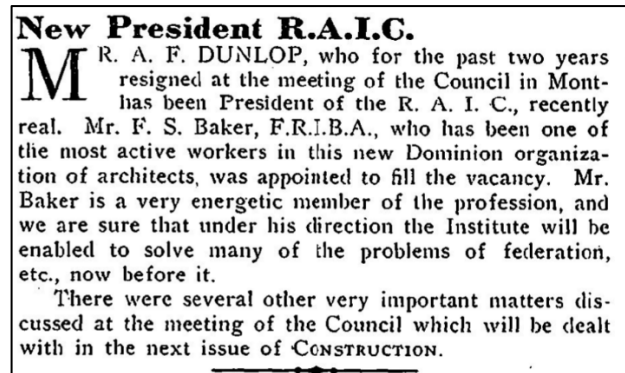 New President R.A.I.C.
MR. A. F. DUNLOP, who for the past two years
resigned at the meeting of the Council in Mont-
has been President of the R. A. I. C., recently
real. Mr. F. S. Baker, F.R.I.B.A., who has been one of
the most active workers in this new Dominion organiza-
tion of architects, was appointed to fill the vacancy. Mr.
Baker is a very energetic member of the profession, and
we are sure that under his direction the Institute will be
enabled to solve many of the problems of federation,
etc., now before it.
There were several other very important matters dis-
cussed at the meeting of the Council which will be dealt
with in the next issue of CONSTRUCTION.